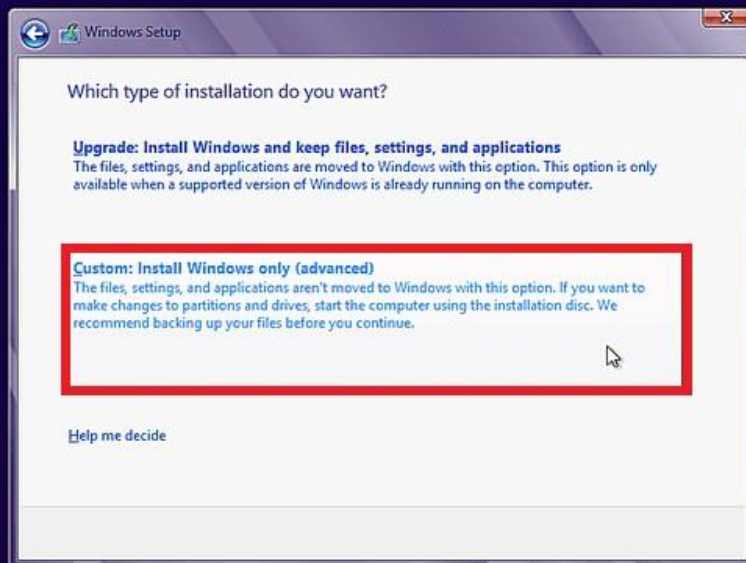 Windows Setup
Which type of installation do you want?
Upgrade: Install Windows and keep files, settings, and applications
The files, settings, and applications are moved to Windows with this option. This option is only
available when a supported version of Windows is already running on the computer.
Custom: Install Windows only (advanced)
The files, settings, and applications aren't moved to Windows with this option. If you want to
make changes to partitions and drives, start the computer using the installation disc. We
recommend backing up your files before you continue.
Help me decide